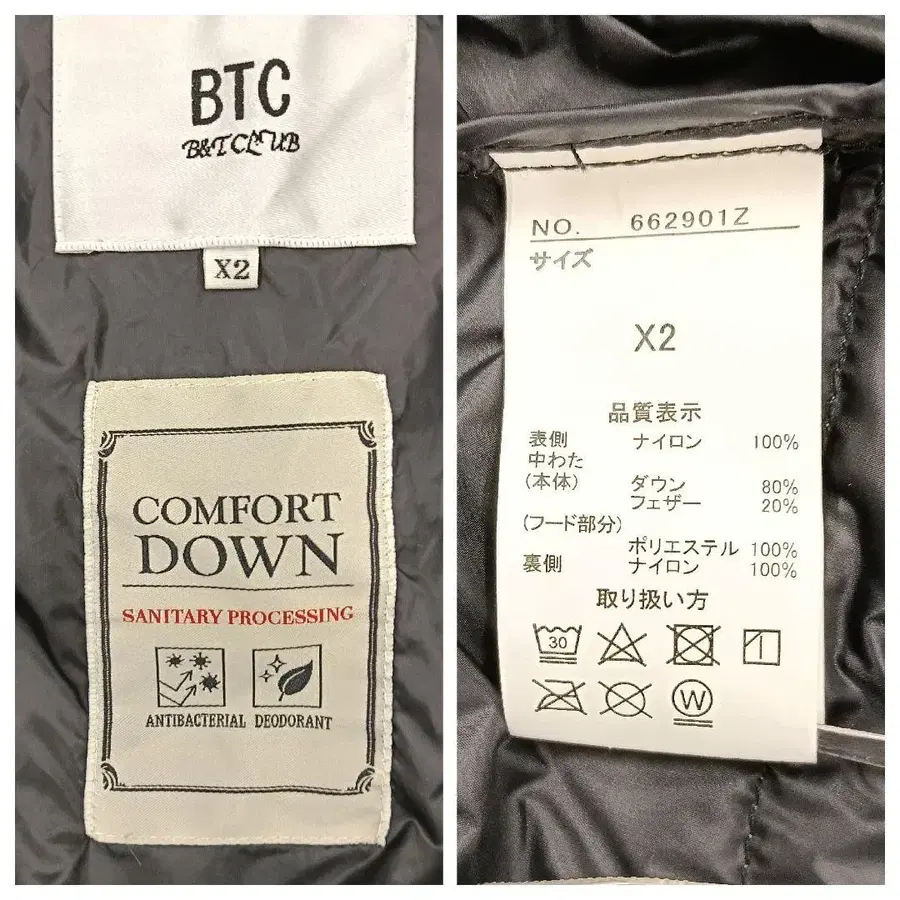 BTC
B&T CLUB
X2
COMFORT
DOWN
SANITARY PROCESSING
ANTIBACTERIAL DEODORANT
NO. 662901Z
サイズ
X2
品質表示
表側 ナイロン 100%
中わた
(本体) ダウン 80%
フェザー 20%
(フード部分)
ポリエステル 100%
裏側 ナイロン 100%
取り扱い方
30
W